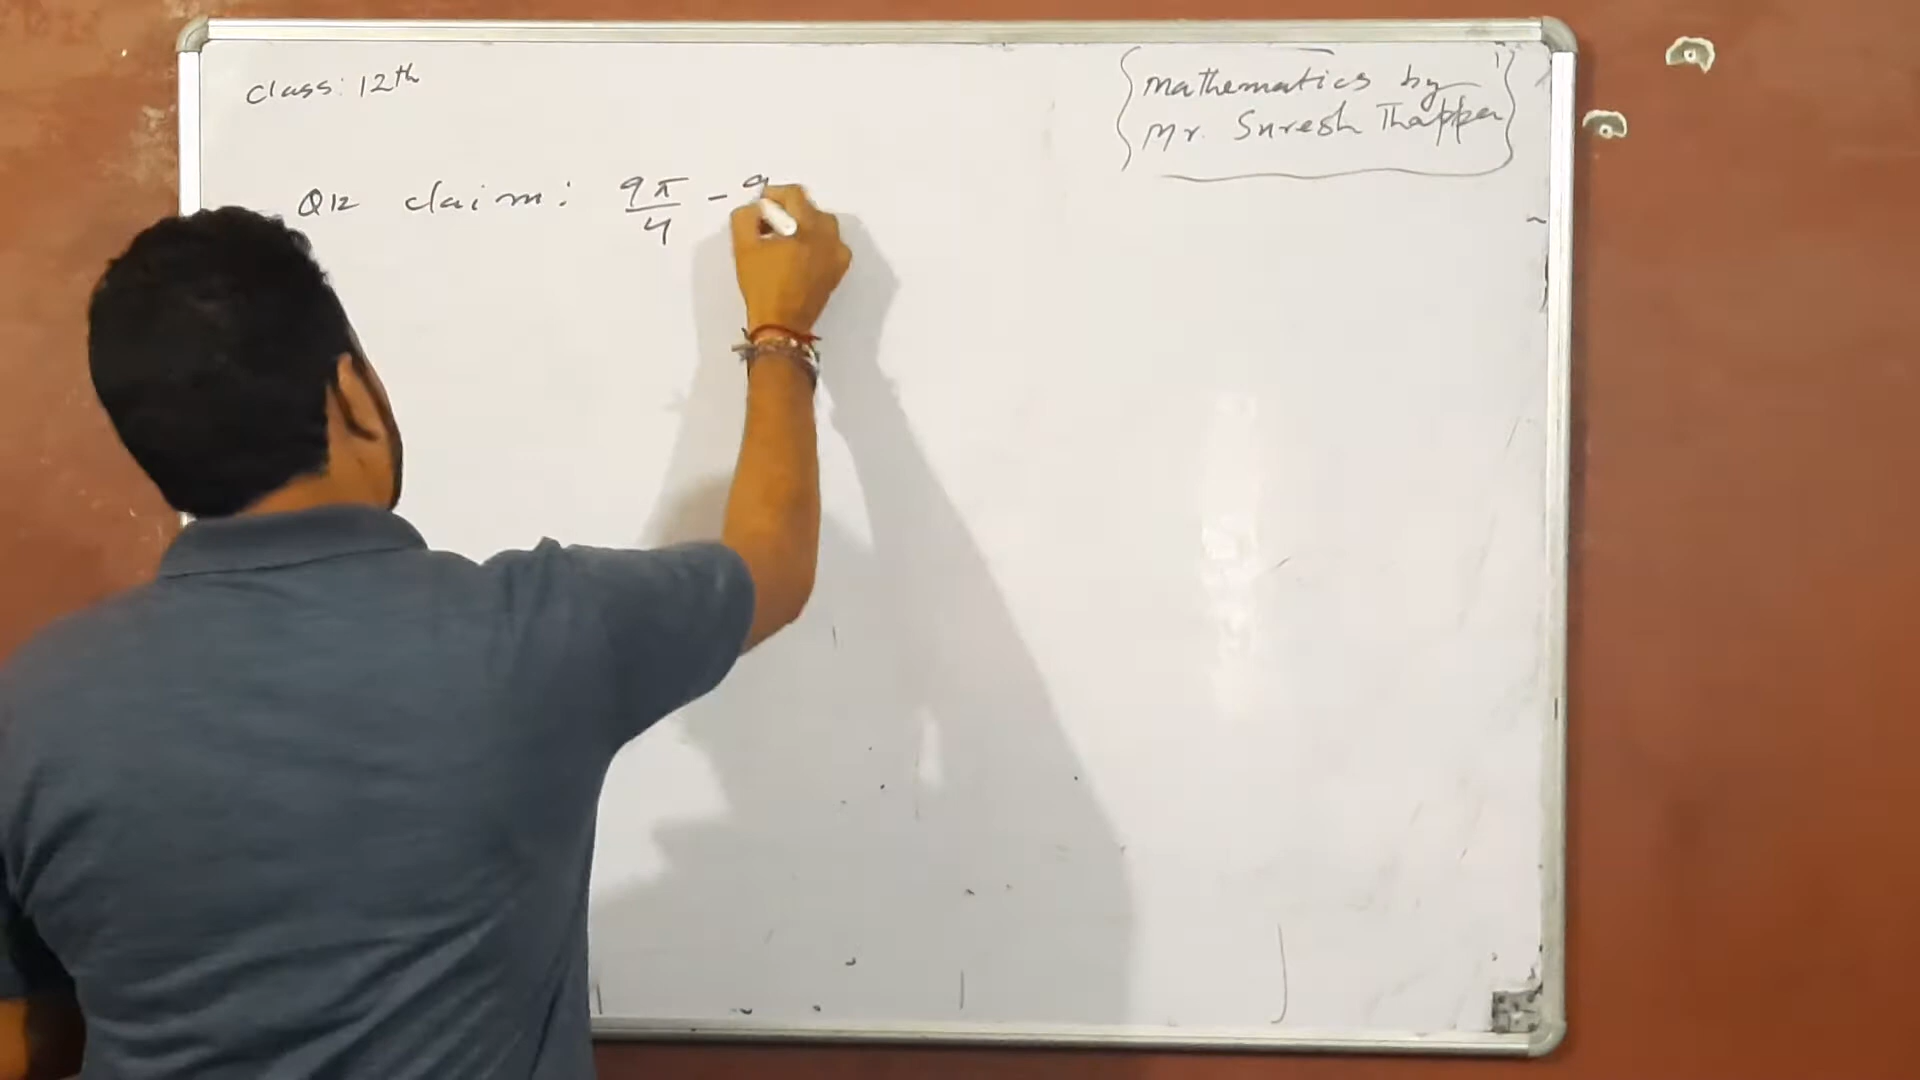 class: 12th
Mathematics by
Mr. Suresh Thapper
Q12 claim: 9π/4 - 9